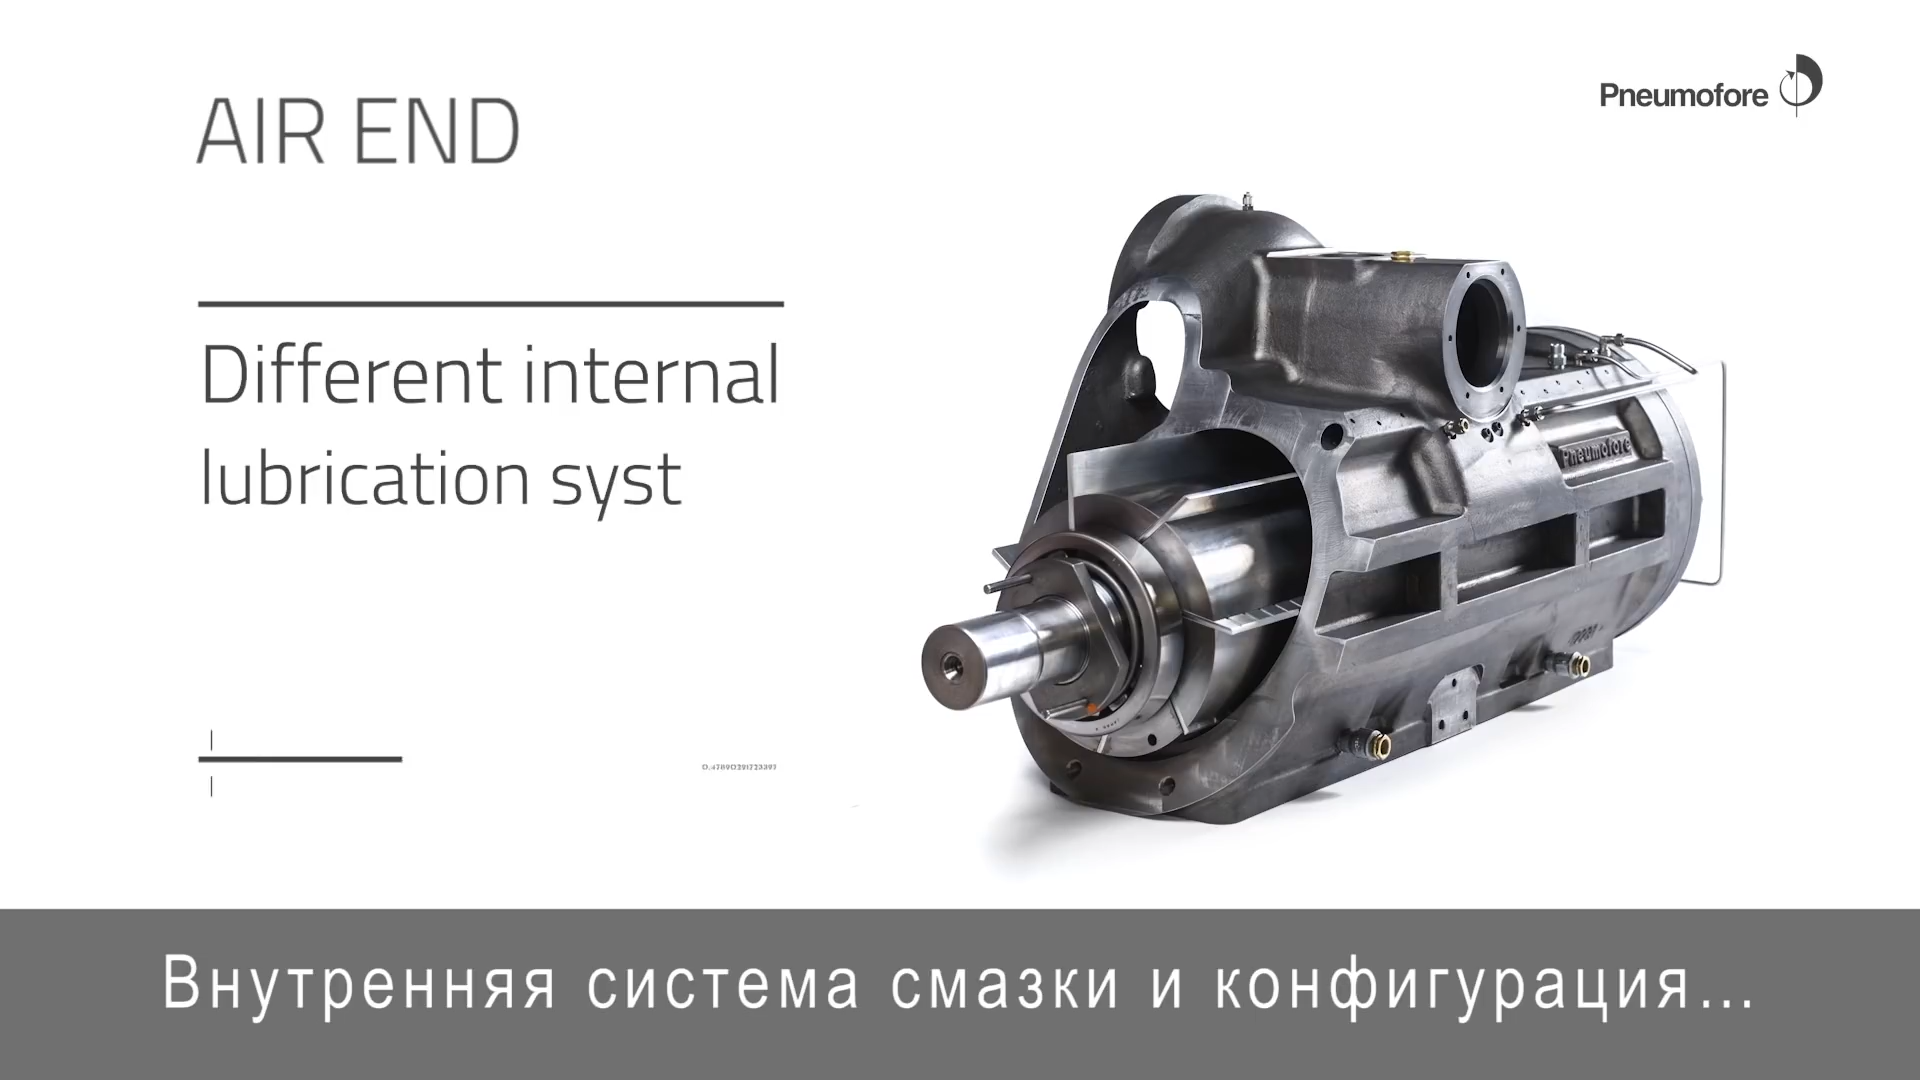 AIR END
Pneumofore
Different internal
lubrication syst
Pneumofore
Внутренняя система смазки и конфигурация...